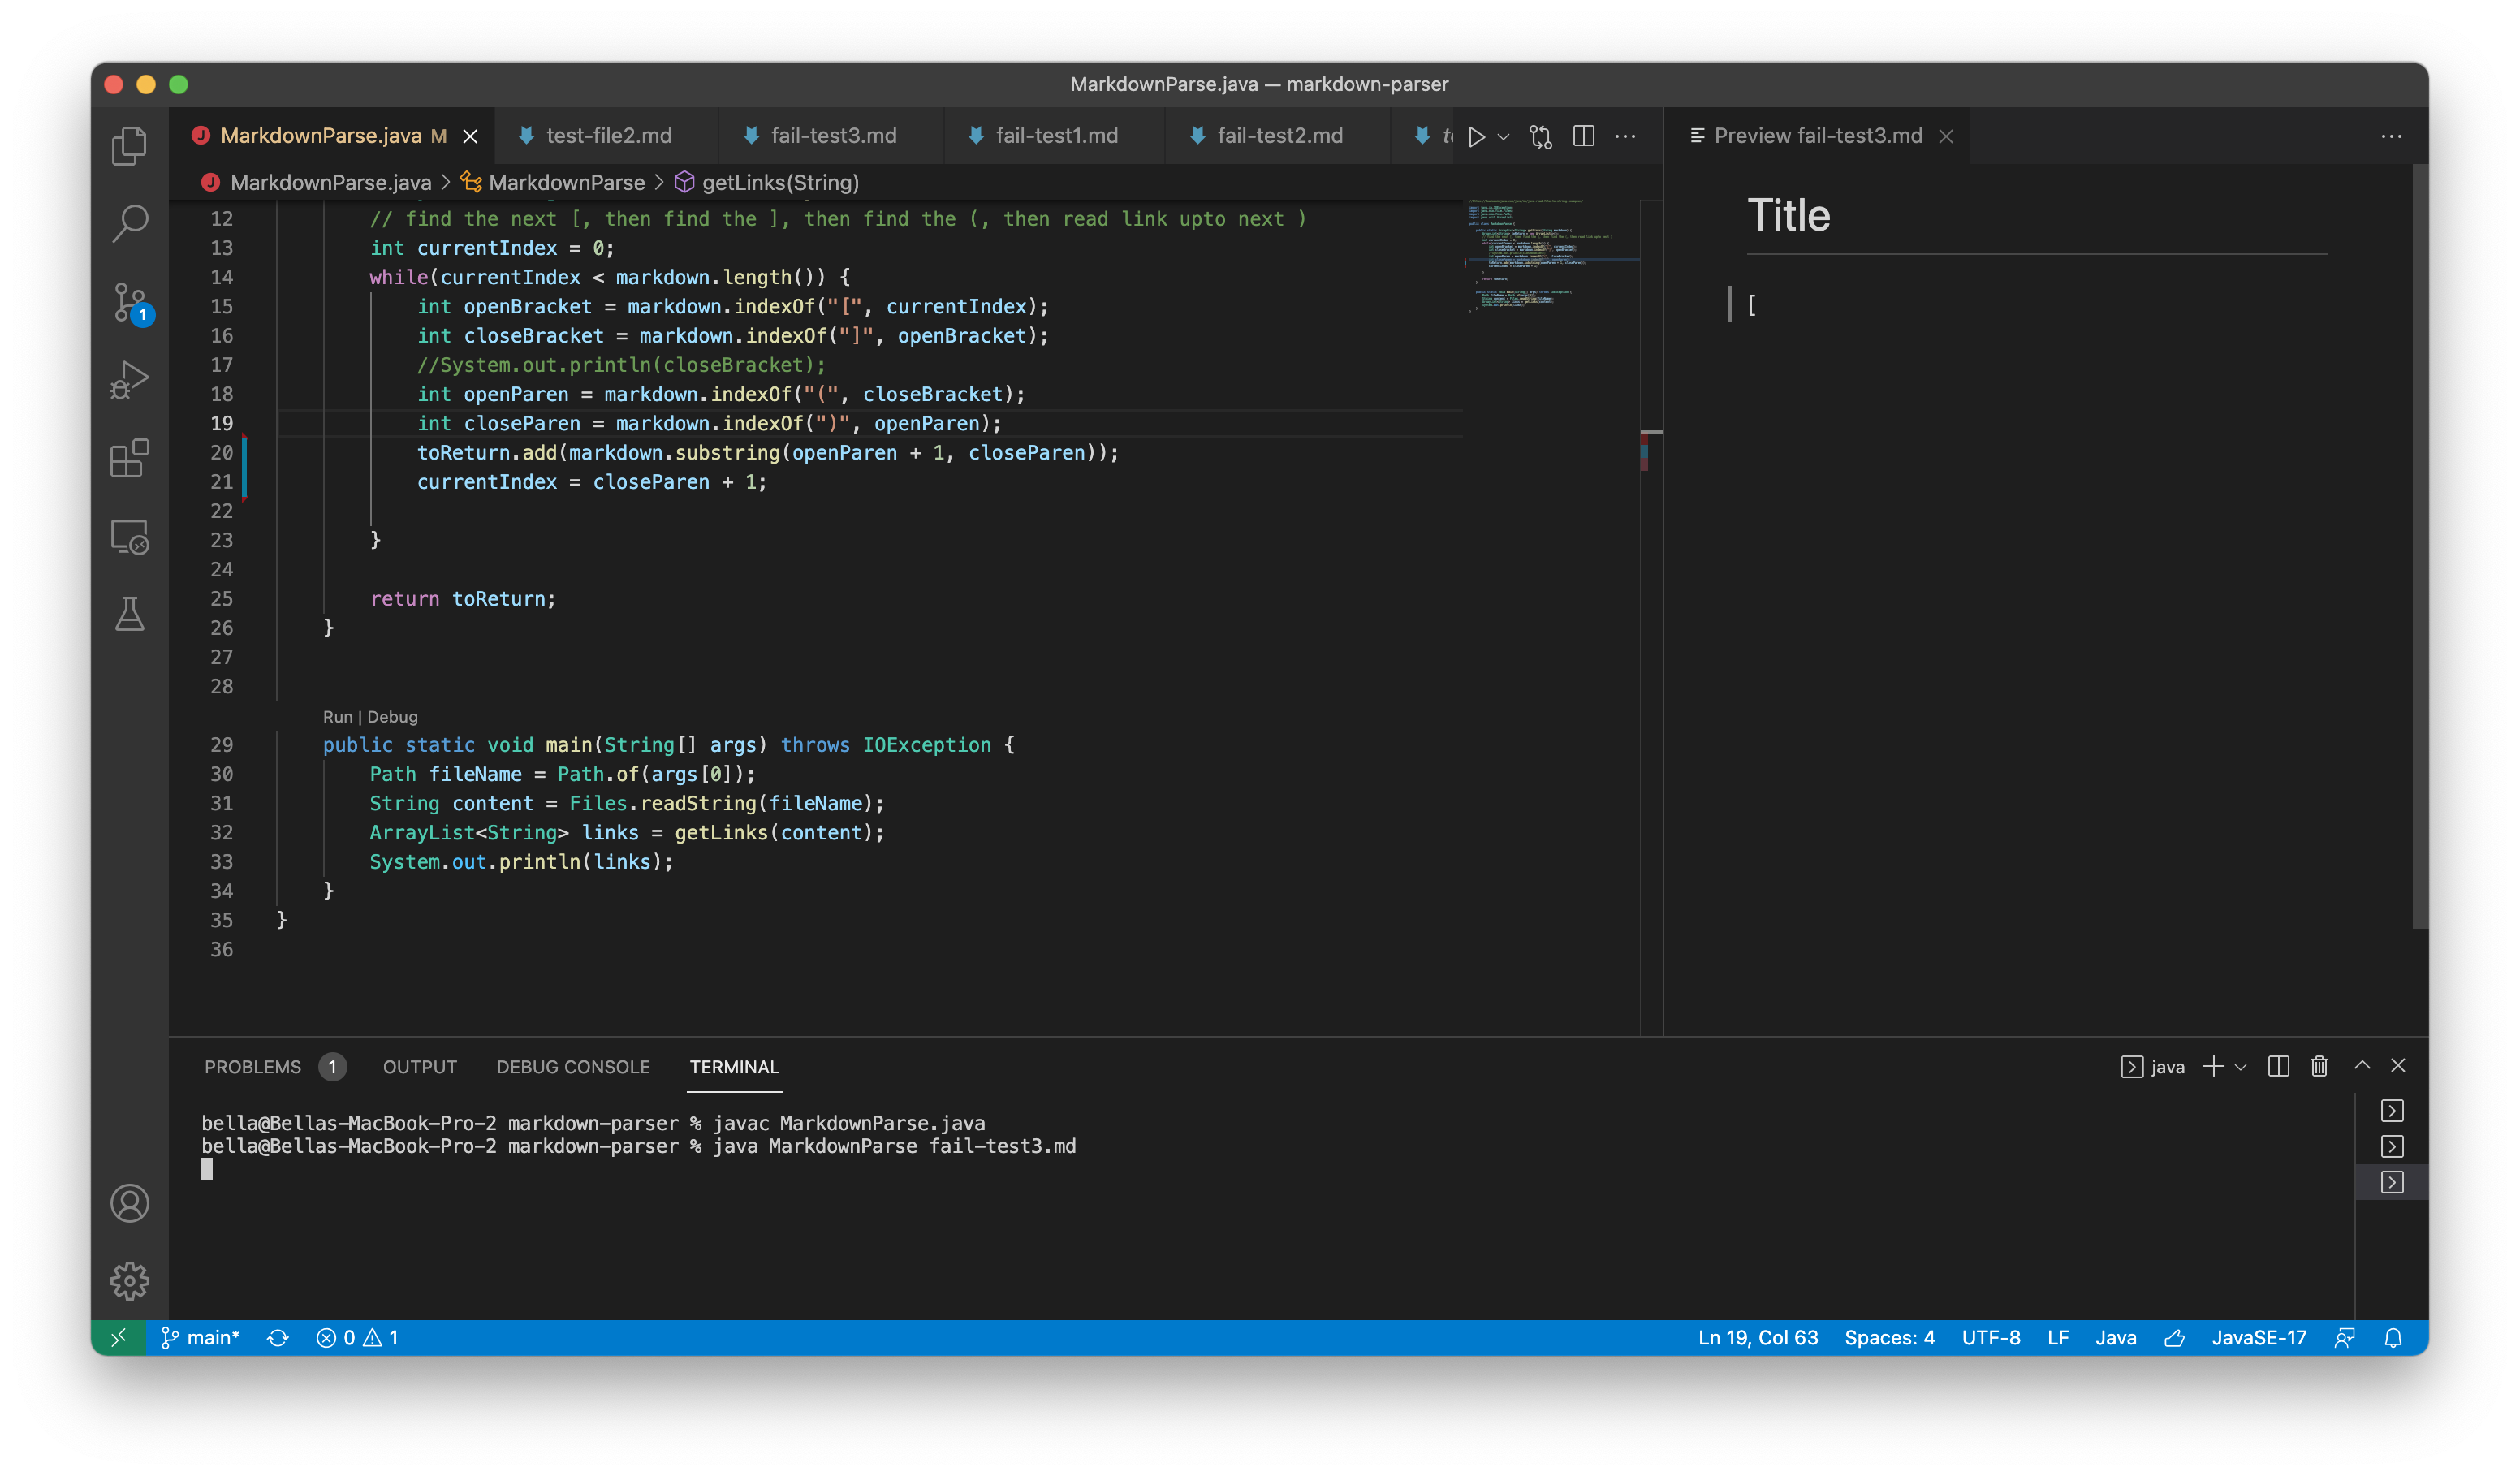 MarkdownParse.java — markdown-parser
MarkdownParse.java M
test-file2.md
fail-test3.md
fail-test1.md
fail-test2.md
Preview fail-test3.md
MarkdownParse.java > MarkdownParse > getLinks(String)
12 // find the next [, then find the ], then find the (, then read link upto next )
13 int currentIndex = 0;
14 while(currentIndex < markdown.length()) {
15 int openBracket = markdown.indexOf("[", currentIndex);
16 int closeBracket = markdown.indexOf("]", openBracket);
17 //System.out.println(closeBracket);
18 int openParen = markdown.indexOf("(", closeBracket);
19 int closeParen = markdown.indexOf(")", openParen);
20 toReturn.add(markdown.substring(openParen + 1, closeParen));
21 currentIndex = closeParen + 1;
22
23 }
24
25 return toReturn;
26 }
27
28
Run | Debug
29 public static void main(String[] args) throws IOException {
30 Path fileName = Path.of(args[0]);
31 String content = Files.readString(fileName);
32 ArrayList<String> links = getLinks(content);
33 System.out.println(links);
34 }
35 }
36
Title
[
1
PROBLEMS 1 OUTPUT DEBUG CONSOLE TERMINAL
java
bella@Bellas-MacBook-Pro-2 markdown-parser % javac MarkdownParse.java
bella@Bellas-MacBook-Pro-2 markdown-parser % java MarkdownParse fail-test3.md
main* 0 1
Ln 19, Col 63 Spaces: 4 UTF-8 LF Java JavaSE-17